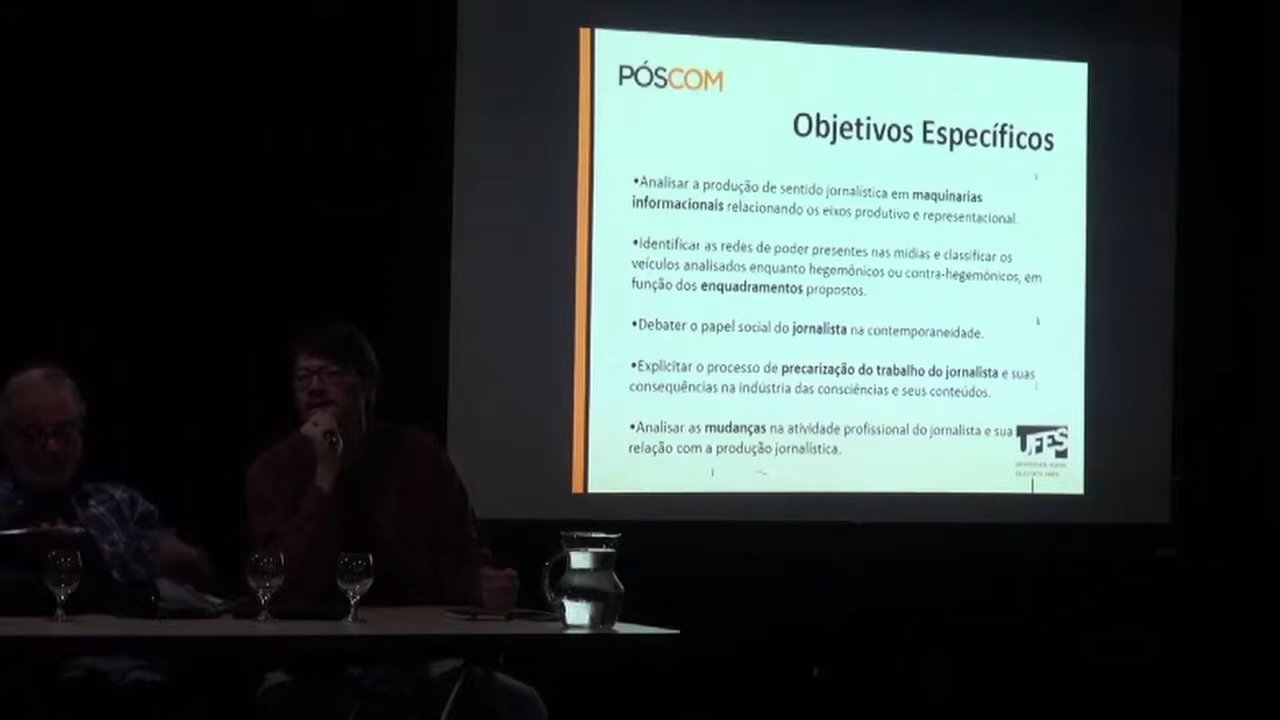 PÓSCOM
Objetivos Específicos
•Analisar a produção de sentido jornalística em maquinarias
informacionais relacionando os eixos produtivo e representacional.
•Identificar as redes de poder presentes nas mídias e classificar os
veículos analisados enquanto hegemônicos ou contra-hegemônicos, em
função dos enquadramentos propostos.
•Debater o papel social do jornalista na contemporaneidade.
•Explicitar o processo de precarização do trabalho do jornalista e suas
consequências na indústria das consciências e seus conteúdos.
•Analisar as mudanças na atividade profissional do jornalista e sua
relação com a produção jornalística.
UFES